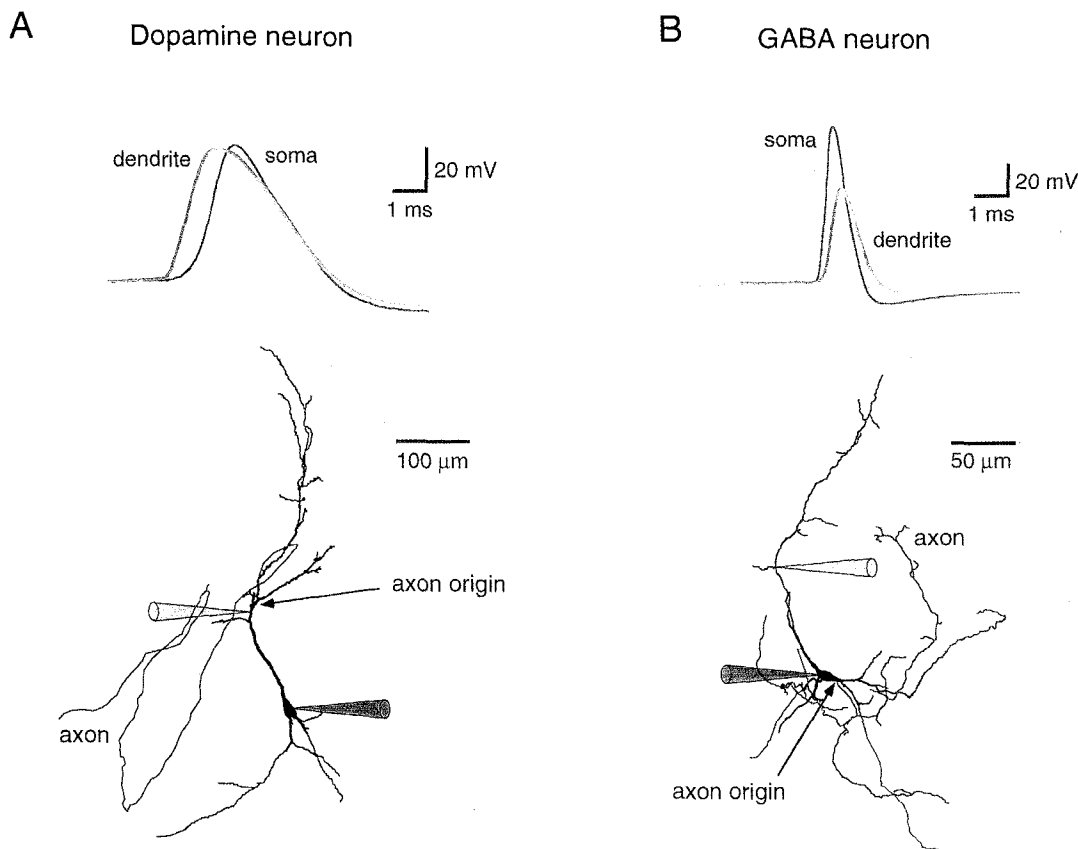 A
Dopamine neuron
dendrite
soma
20 mV
1 ms
100 µm
axon origin
axon
B
GABA neuron
soma
20 mV
1 ms
dendrite
50 µm
axon
axon origin